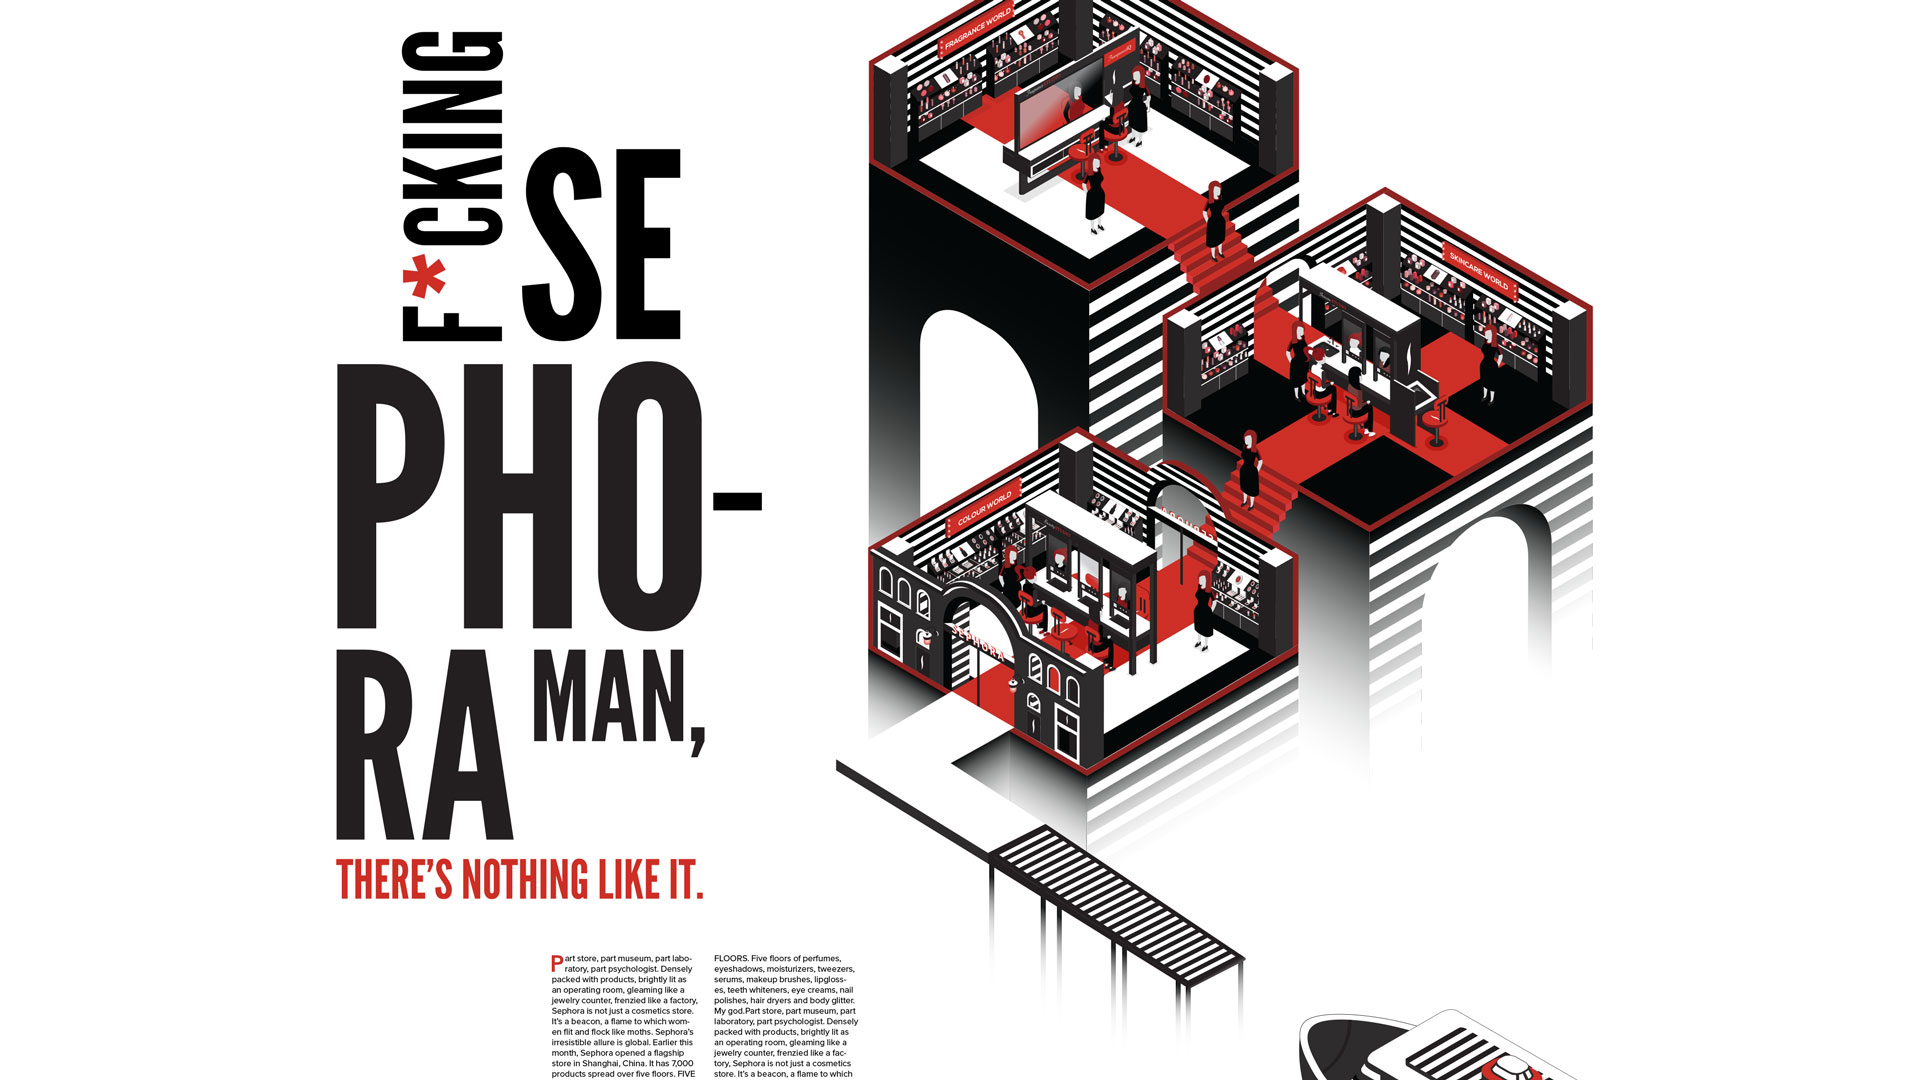 F*CKING
SE
PHO-
RA
MAN,
THERE'S NOTHING LIKE IT.
Part store, part museum, part labo-
ratory, part psychologist. Densely
packed with products, brightly lit as
an operating room, gleaming like a
jewelry counter, frenzied like a factory,
Sephora is not just a cosmetics store.
It's a beacon, a flame to which wom-
en flit and flock like moths. Sephora's
irresistible allure is global. Earlier this
month, Sephora opened a flagship
store in Shanghai, China. It has 7,000
products spread over five floors. FIVE
FLOORS. Five floors of perfumes,
eyeshadows, moisturizers, tweezers,
serums, makeup brushes, lipgloss-
es, teeth whiteners, eye creams, nail
polishes, hair dryers and body glitter.
My god.Part store, part museum, part
laboratory, part psychologist. Densely
packed with products, brightly lit as
an operating room, gleaming like a
jewelry counter, frenzied like a fac-
tory, Sephora is not just a cosmetics
store. It's a beacon, a flame to which
FRAGRANCE WORLD
SKINCARE WORLD
COLOUR WORLD
SEPHORA
SEPHORA